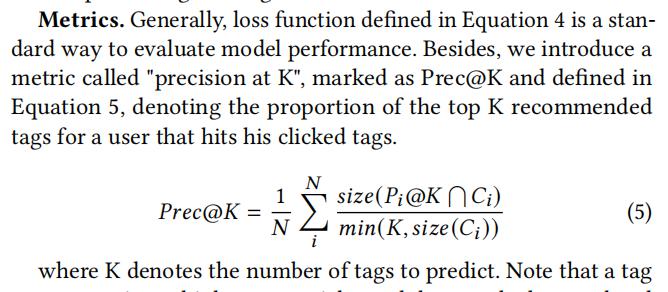 Metrics. Generally, loss function defined in Equation 4 is a stan-
dard way to evaluate model performance. Besides, we introduce a
metric called "precision at K", marked as Prec@K and defined in
Equation 5, denoting the proportion of the top K recommended
tags for a user that hits his clicked tags.
Prec@K = \frac{1}{N} \sum_{i}^{N} \frac{size(P_i@K ⋂ C_i)}{min(K, size(C_i))} (5)
where K denotes the number of tags to predict. Note that a tag